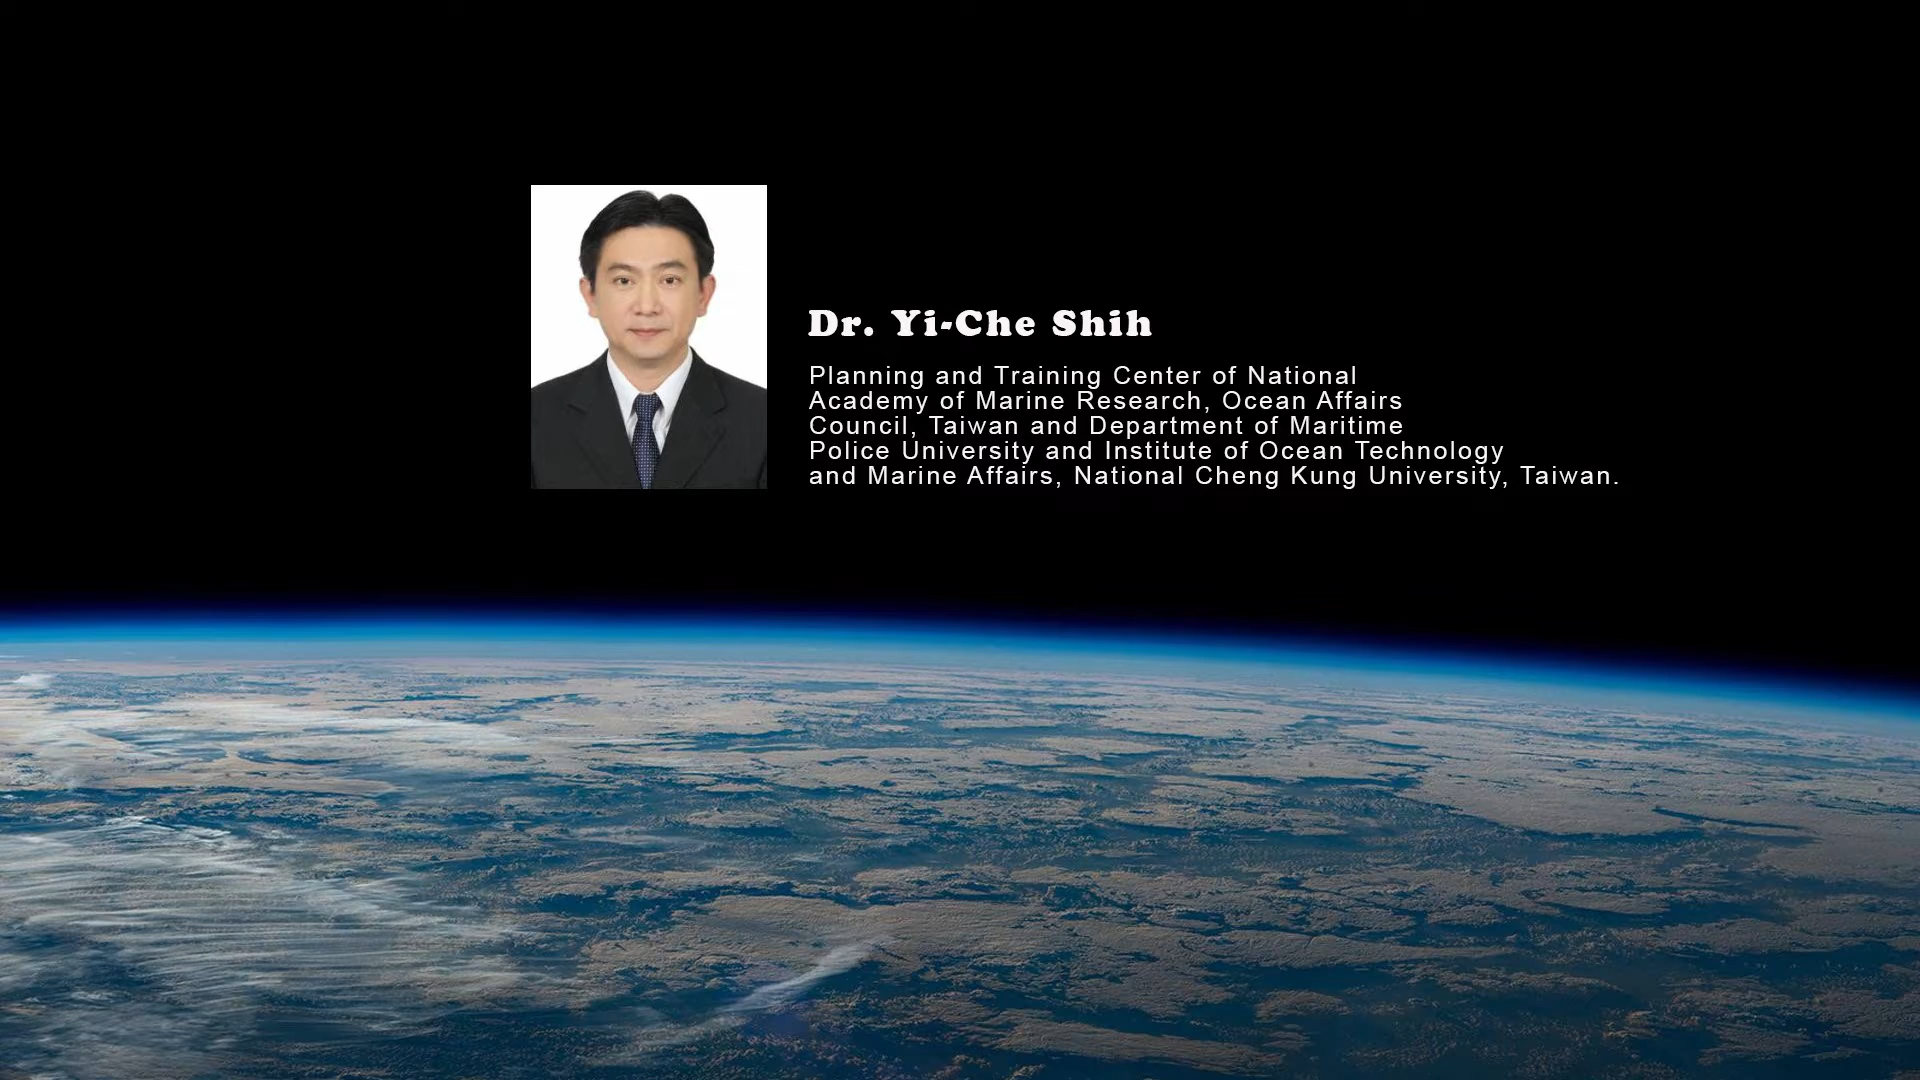 Dr. Yi-Che Shih
Planning and Training Center of National
Academy of Marine Research, Ocean Affairs
Council, Taiwan and Department of Maritime
Police University and Institute of Ocean Technology
and Marine Affairs, National Cheng Kung University, Taiwan.